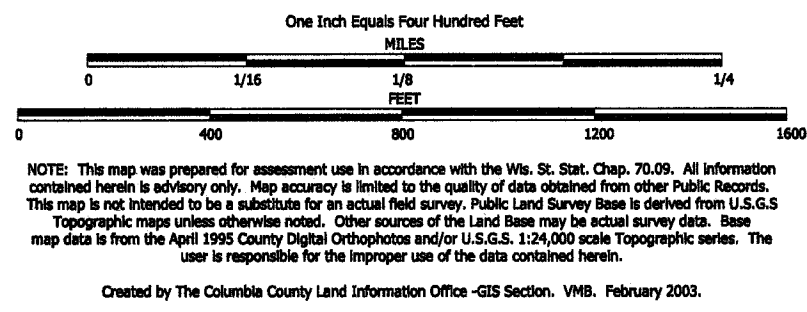 One Inch Equals Four Hundred Feet
MILES
0 1/16 1/8 1/4
FEET
0 400 800 1200 1600
NOTE: This map was prepared for assessment use in accordance with the Wis. St. Stat. Chap. 70.09. All information
contained herein is advisory only. Map accuracy is limited to the quality of data obtained from other Public Records.
This map is not intended to be a substitute for an actual field survey. Public Land Survey Base is derived from U.S.G.S
Topographic maps unless otherwise noted. Other sources of the Land Base may be actual survey data. Base
map data is from the April 1995 County Digital Orthophotos and/or U.S.G.S. 1:24,000 scale Topographic series. The
user is responsible for the improper use of the data contained herein.
Created by The Columbia County Land Information Office -GIS Section. VMB. February 2003.